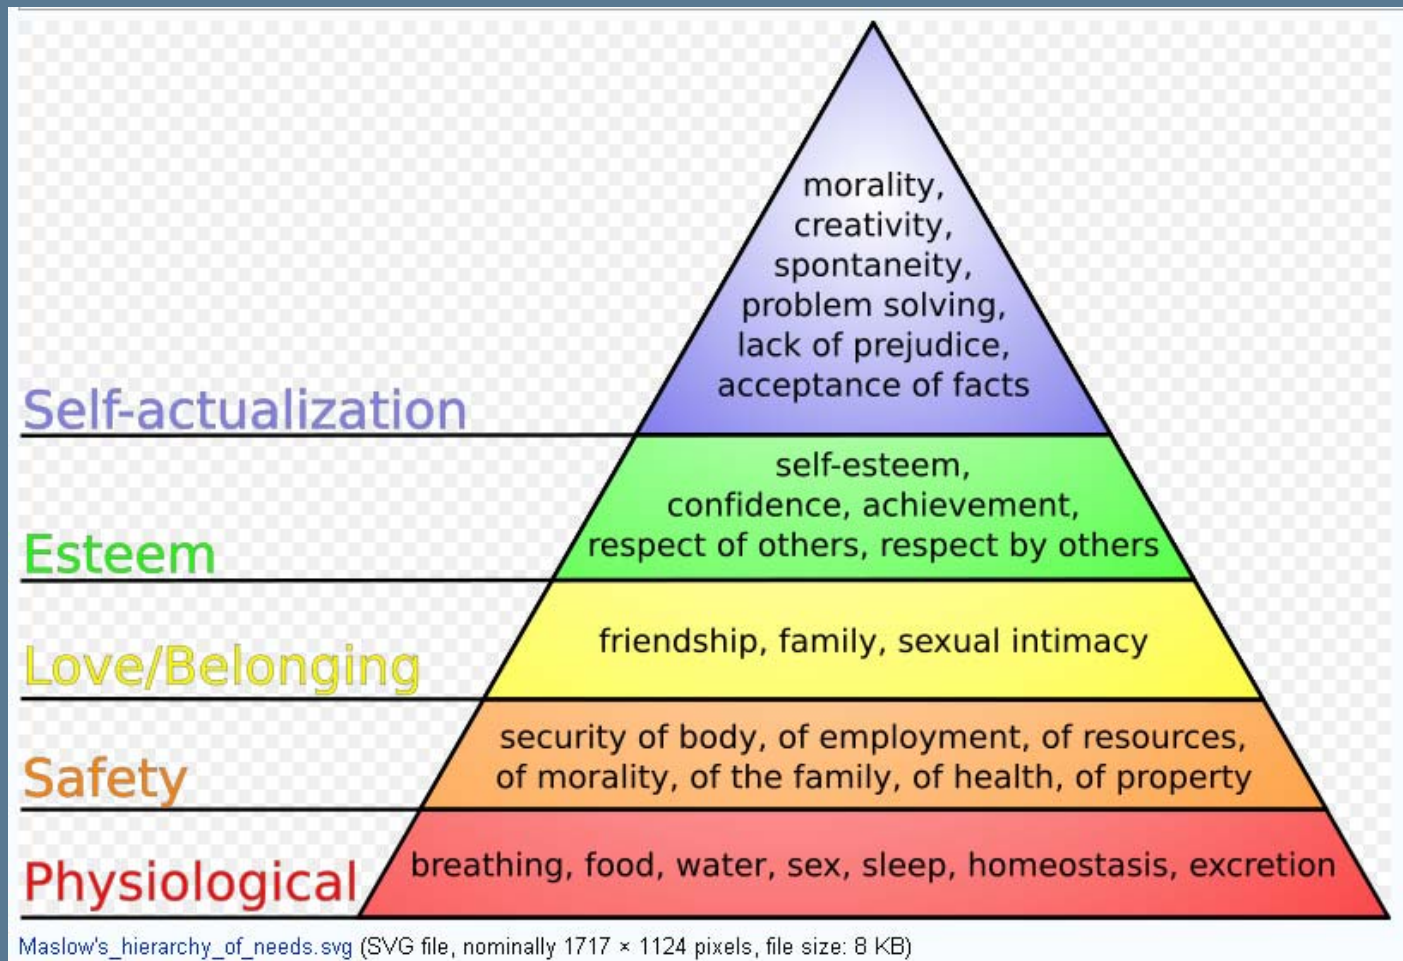 morality,
creativity,
spontaneity,
problem solving,
lack of prejudice,
acceptance of facts
Self-actualization
self-esteem,
confidence, achievement,
respect of others, respect by others
Esteem
friendship, family, sexual intimacy
Love/Belonging
security of body, of employment, of resources,
of morality, of the family, of health, of property
Safety
breathing, food, water, sex, sleep, homeostasis, excretion
Physiological
Maslow's_hierarchy_of_needs.svg (SVG file, nominally 1717 × 1124 pixels, file size: 8 KB)